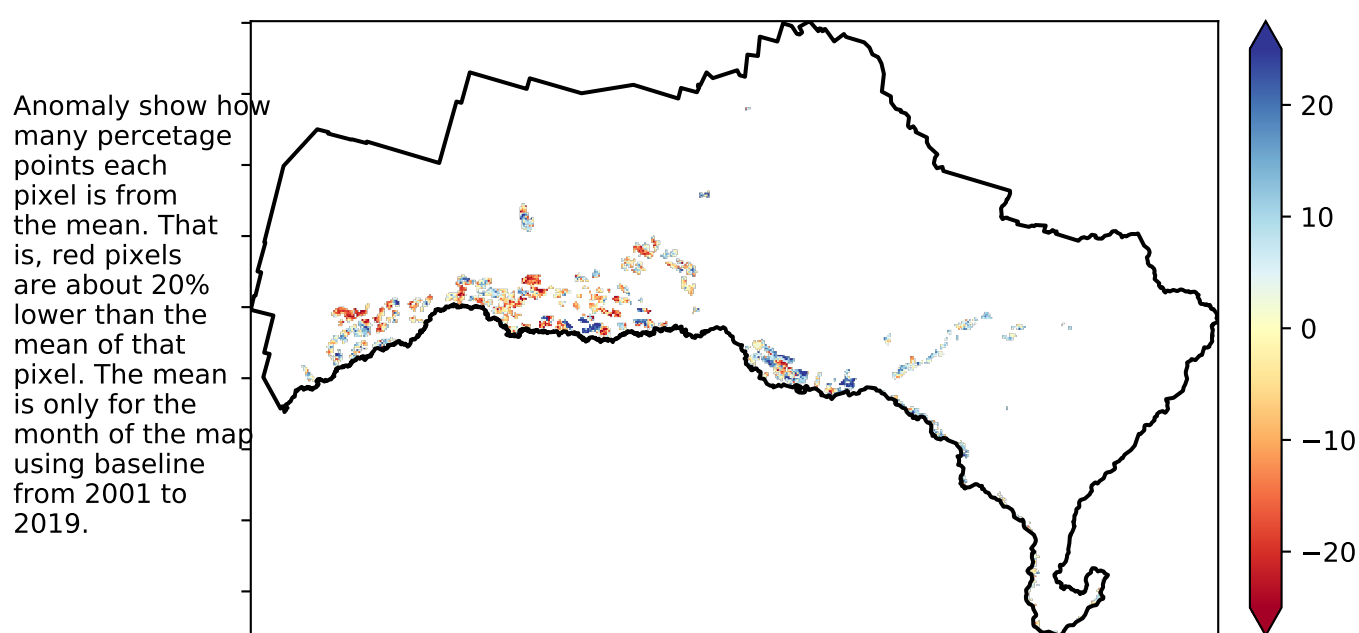 Anomaly show how
many percetage
points each
pixel is from
the mean. That
is, red pixels
are about 20%
lower than the
mean of that
pixel. The mean
is only for the
month of the map
using baseline
from 2001 to
2019.
20
10
0
−10
−20